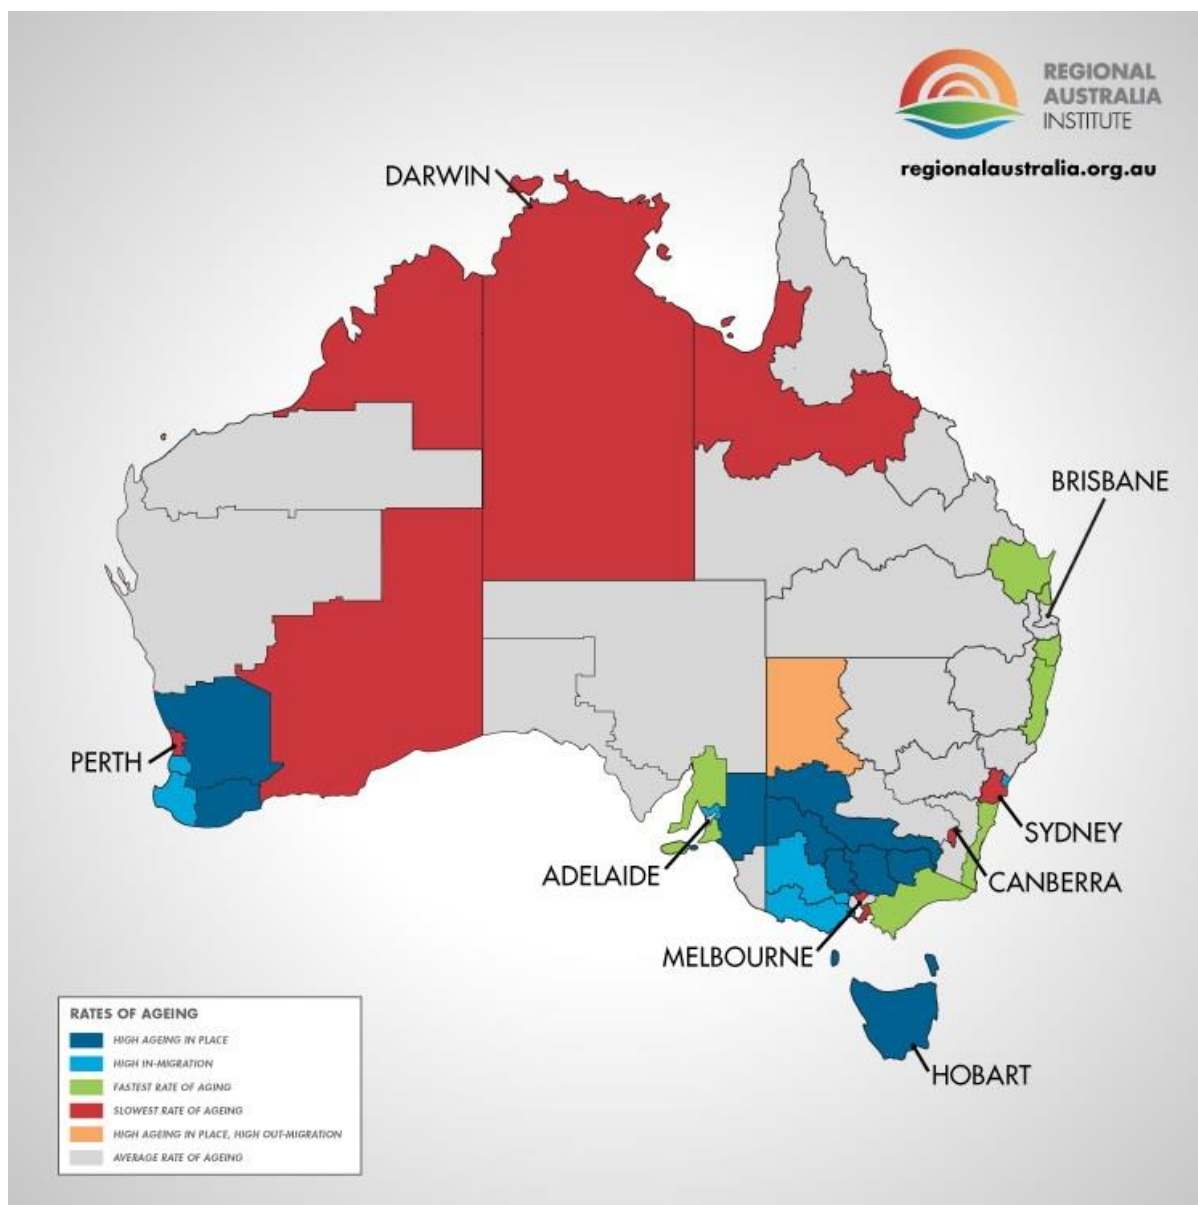 REGIONAL
AUSTRALIA
INSTITUTE
regionalaustralia.org.au
DARWIN
BRISBANE
PERTH
SYDNEY
ADELAIDE
CANBERRA
MELBOURNE
HOBART
RATES OF AGEING
HIGH AGEING IN PLACE
HIGH IN-MIGRATION
FASTEST RATE OF AGING
SLOWEST RATE OF AGEING
HIGH AGEING IN PLACE, HIGH OUT-MIGRATION
AVERAGE RATE OF AGEING